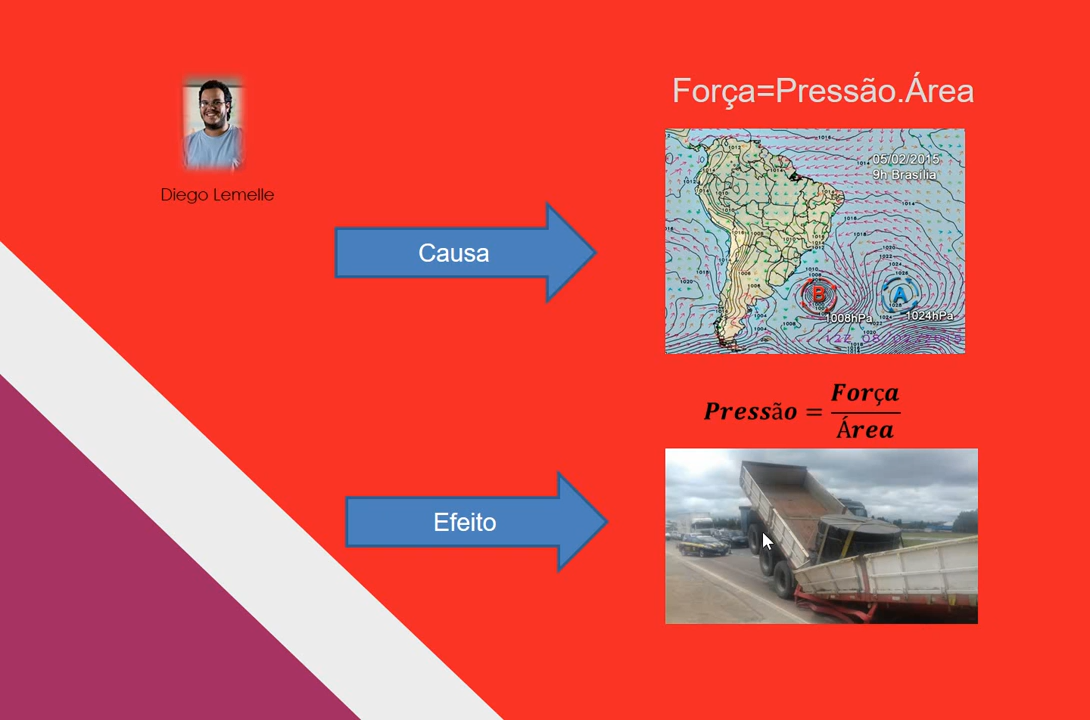 Força=Pressão.Área
Diego Lemelle
Causa
05/02/2015
9h Brasília
B
A
1008hPa
1024hPa
Pressão = Força
Área
Efeito